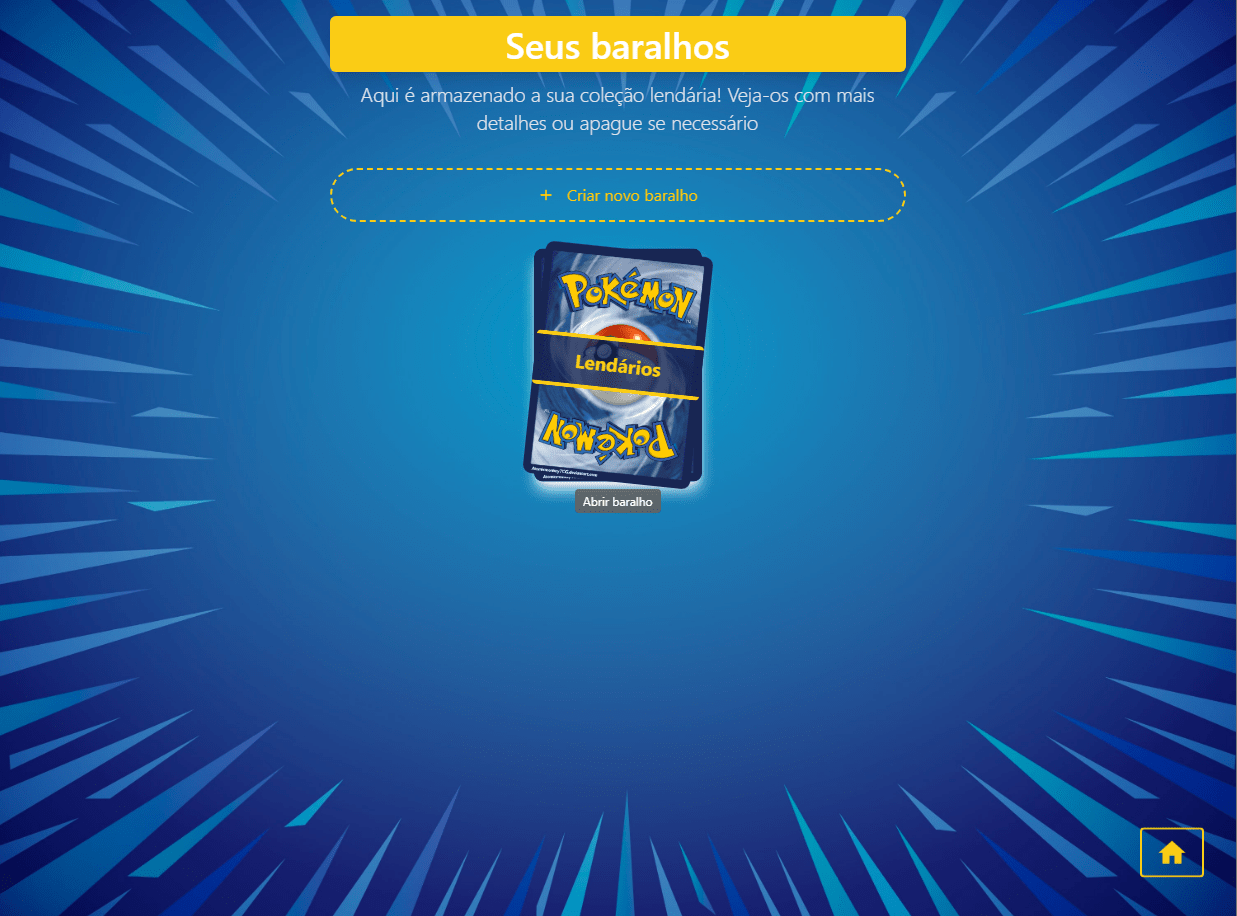 Seus baralhos
Aqui é armazenado a sua coleção lendária! Veja-os com mais
detalhes ou apague se necessário
+ Criar novo baralho
POKÉMON
Lendários
POKÉMON
Abrir baralho